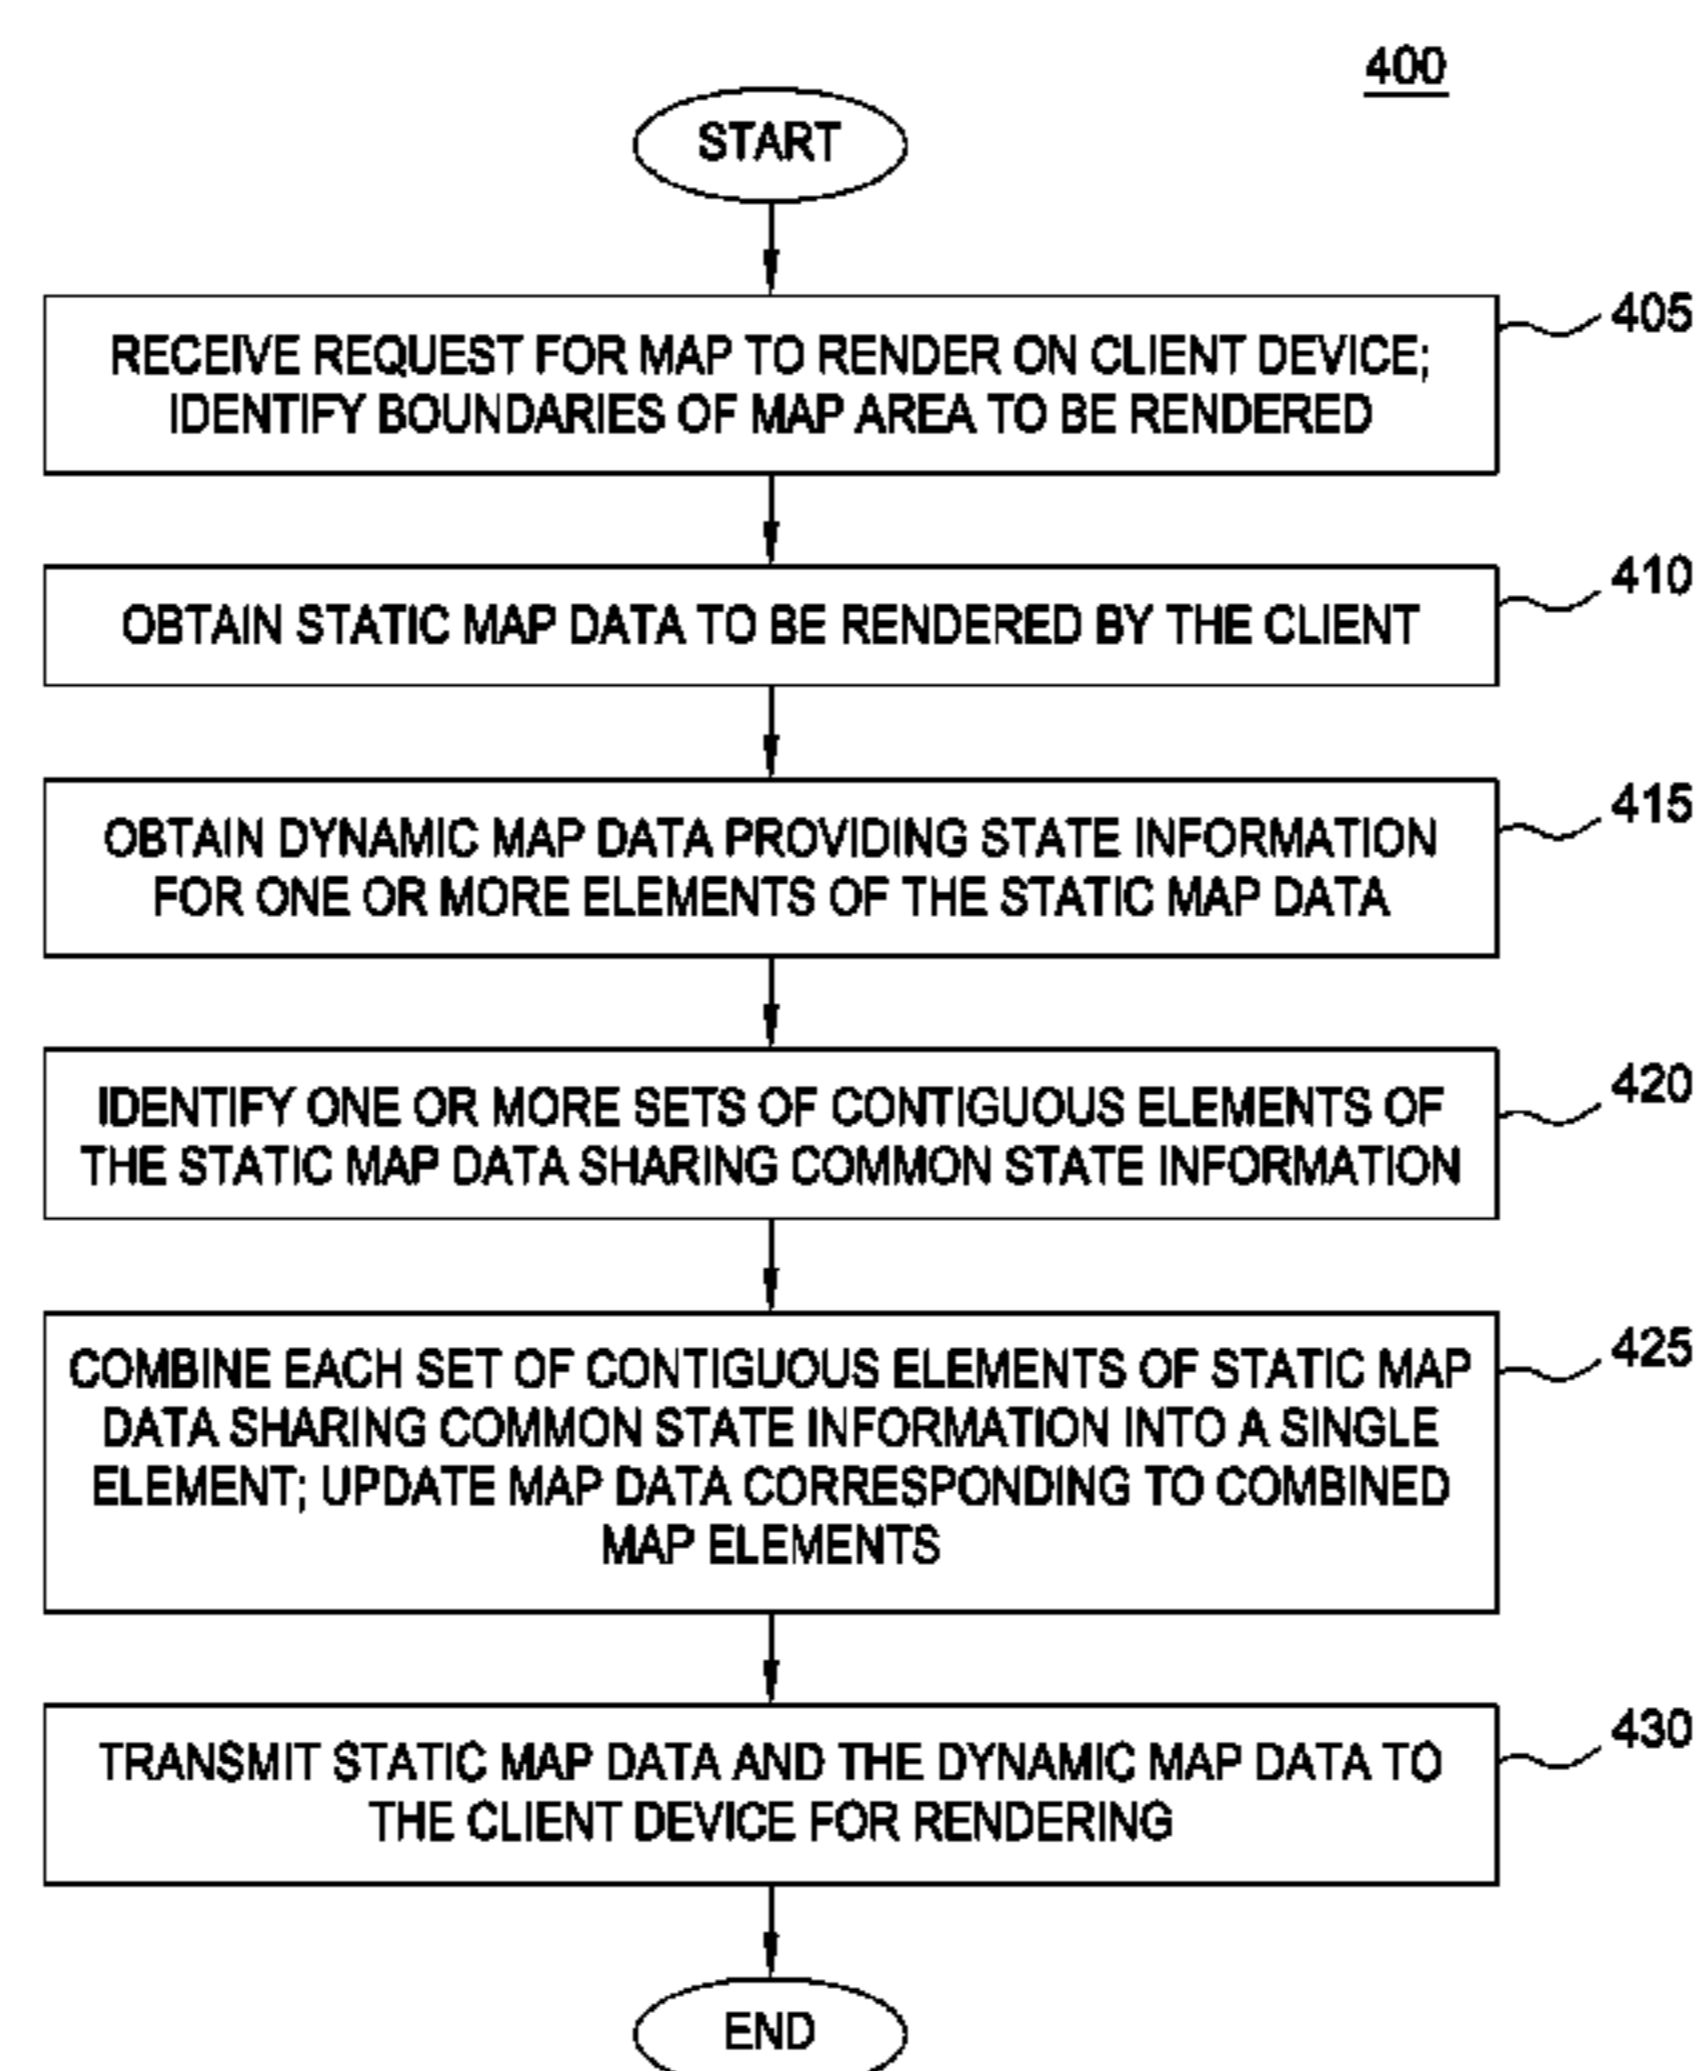 400
START
RECEIVE REQUEST FOR MAP TO RENDER ON CLIENT DEVICE;
IDENTIFY BOUNDARIES OF MAP AREA TO BE RENDERED
405
OBTAIN STATIC MAP DATA TO BE RENDERED BY THE CLIENT
410
OBTAIN DYNAMIC MAP DATA PROVIDING STATE INFORMATION
FOR ONE OR MORE ELEMENTS OF THE STATIC MAP DATA
415
IDENTIFY ONE OR MORE SETS OF CONTIGUOUS ELEMENTS OF
THE STATIC MAP DATA SHARING COMMON STATE INFORMATION
420
COMBINE EACH SET OF CONTIGUOUS ELEMENTS OF STATIC MAP
DATA SHARING COMMON STATE INFORMATION INTO A SINGLE
ELEMENT; UPDATE MAP DATA CORRESPONDING TO COMBINED
MAP ELEMENTS
425
TRANSMIT STATIC MAP DATA AND THE DYNAMIC MAP DATA TO
THE CLIENT DEVICE FOR RENDERING
430
END